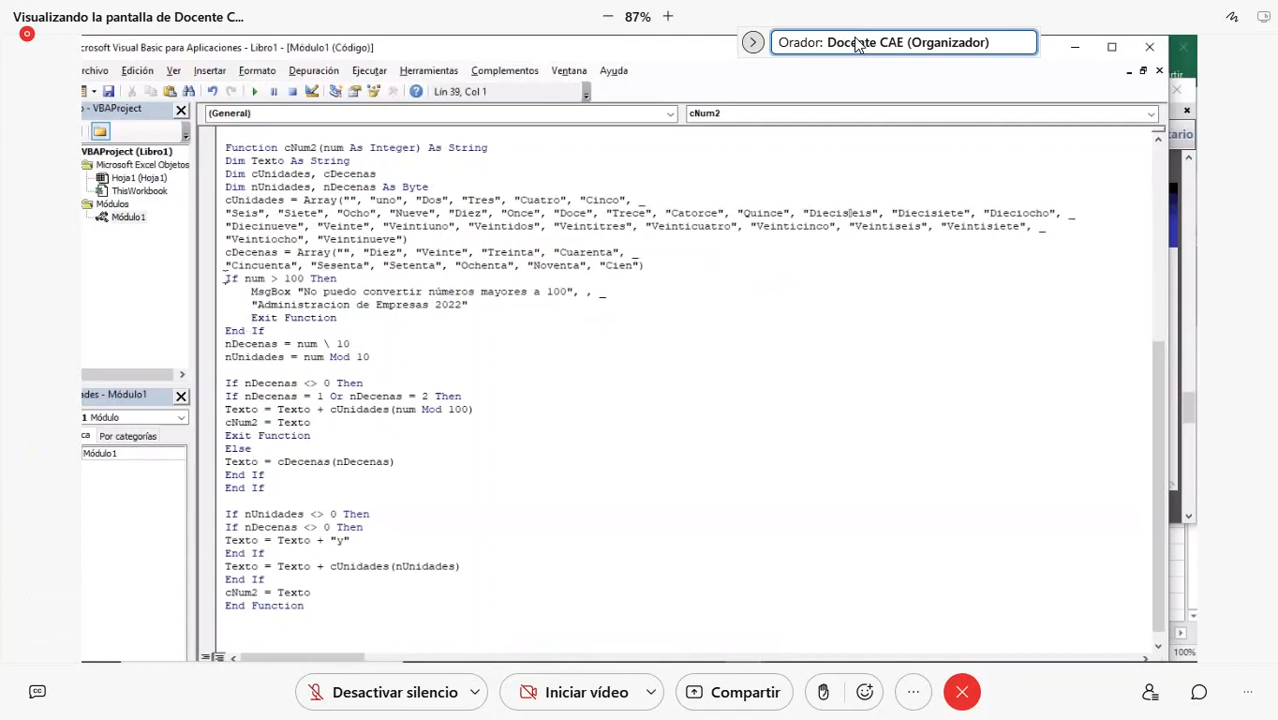 Visualizando la pantalla de Docente C...
87%
Orador: Docente CAE (Organizador)
crosoft Visual Basic para Aplicaciones - Libro1 - [Módulo1 (Código)]
rchivo Edición Ver Insertar Formato Depuración Ejecutar Herramientas Complementos Ventana Ayuda
Lín 39, Col 1
o - VBAProject
(General)
cNum2
VBAProject (Libro1)
Microsoft Excel Objetos
Hoja1 (Hoja1)
ThisWorkbook
Módulos
Módulo1
ades - Módulo1
1 Módulo
ca Por categorías
Módulo1
Function cNum2(num As Integer) As String
Dim Texto As String
Dim cUnidades, cDecenas
Dim nUnidades, nDecenas As Byte
cUnidades = Array("", "uno", "Dos", "Tres", "Cuatro", "Cinco", _
"Seis", "Siete", "Ocho", "Nueve", "Diez", "Once", "Doce", "Trece", "Catorce", "Quince", "Dieciseis", "Diecisiete", "Dieciocho", _
"Diecinueve", "Veinte", "Veintiuno", "Veintidos", "Veintitres", "Veinticuatro", "Veinticinco", "Veintiseis", "Veintisiete", _
"Veintiocho", "Veintinueve")
cDecenas = Array("", "Diez", "Veinte", "Treinta", "Cuarenta", _
"Cincuenta", "Sesenta", "Setenta", "Ochenta", "Noventa", "Cien")
If num > 100 Then
MsgBox "No puedo convertir números mayores a 100", , _
"Administracion de Empresas 2022"
Exit Function
End If
nDecenas = num \ 10
nUnidades = num Mod 10
If nDecenas <> 0 Then
If nDecenas = 1 Or nDecenas = 2 Then
Texto = Texto + cUnidades(num Mod 100)
cNum2 = Texto
Exit Function
Else
Texto = cDecenas(nDecenas)
End If
End If
If nUnidades <> 0 Then
If nDecenas <> 0 Then
Texto = Texto + "y"
End If
Texto = Texto + cUnidades(nUnidades)
End If
cNum2 = Texto
End Function
tir
tario
100%
Desactivar silencio
Iniciar vídeo
Compartir